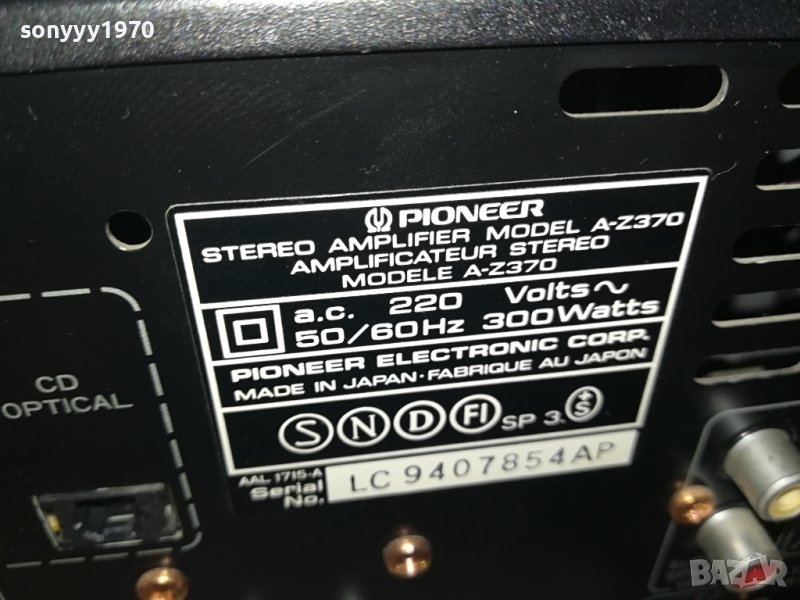 sonyyy1970
PIONEER
STEREO AMPLIFIER MODEL A-Z370
AMPLIFICATEUR STEREO
MODELE A-Z370
a.c. 220 Volts~
50/60Hz 300Watts
PIONEER ELECTRONIC CORP.
MADE IN JAPAN·FABRIQUE AU JAPON
S N D FI SP 3. +S
AAL 1715-A
Serial No. LC 9407854AP
CD
OPTICAL
BAZAR